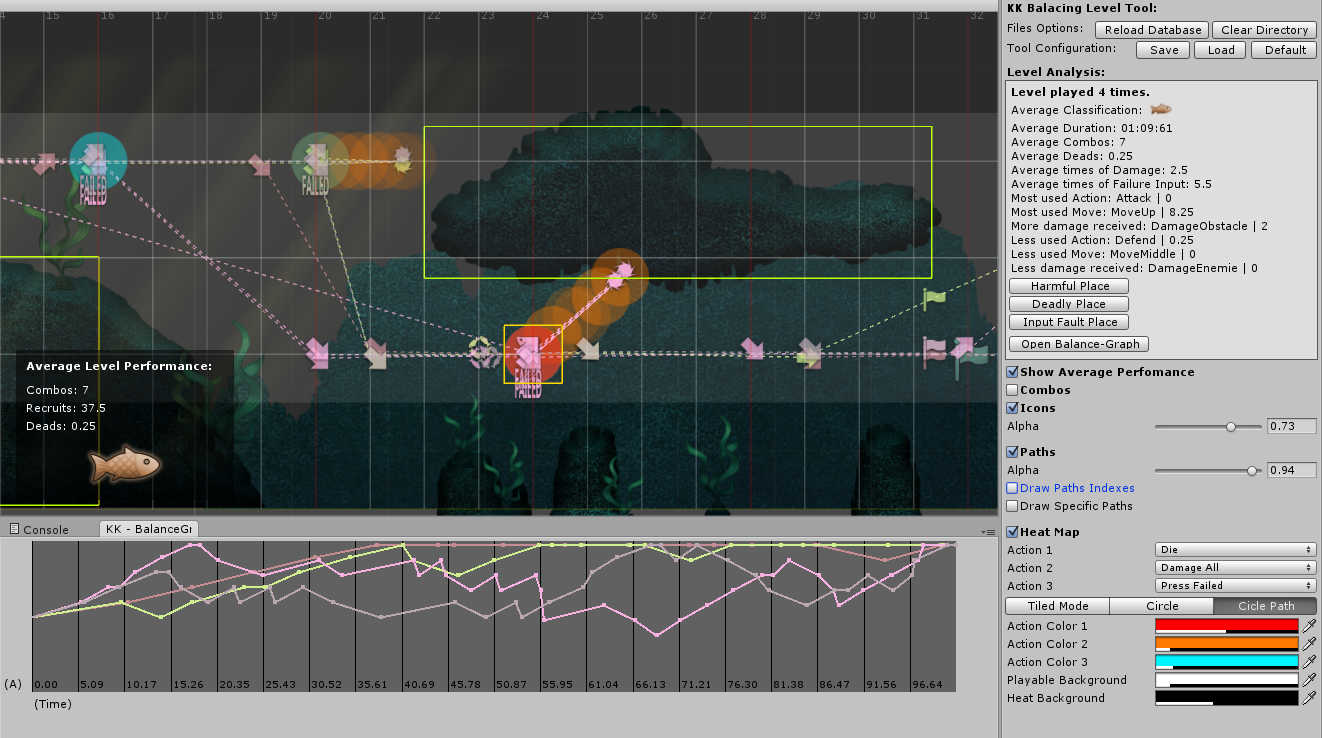 15 16 17 18 19 20 21 22 23 24 25 26 27 28 29 30 31 32
FAILED
FAILED
FAILED
Average Level Performance:
Combos: 7
Recruits: 37.5
Deads: 0.25
Console
KK - BalanceGr
(A)
0.00 5.09 10.17 15.26 20.35 25.43 30.52 35.61 40.69 45.78 50.87 55.95 61.04 66.13 71.21 76.30 81.38 86.47 91.56 96.64
(Time)
KK Balacing Level Tool:
Files Options: Reload Database Clear Directory
Tool Configuration: Save Load Default
Level Analysis:
Level played 4 times.
Average Classification:
Average Duration: 01:09:61
Average Combos: 7
Average Deads: 0.25
Average times of Damage: 2.5
Average times of Failure Input: 5.5
Most used Action: Attack | 0
Most used Move: MoveUp | 8.25
More damage received: DamageObstacle | 2
Less used Action: Defend | 0.25
Less used Move: MoveMiddle | 0
Less damage received: DamageEnemie | 0
Harmful Place
Deadly Place
Input Fault Place
Open Balance-Graph
Show Average Perfomance
Combos
Icons
Alpha 0.73
Paths
Alpha 0.94
Draw Paths Indexes
Draw Specific Paths
Heat Map
Action 1 Die
Action 2 Damage All
Action 3 Press Failed
Tiled Mode Circle Cicle Path
Action Color 1
Action Color 2
Action Color 3
Playable Background
Heat Background